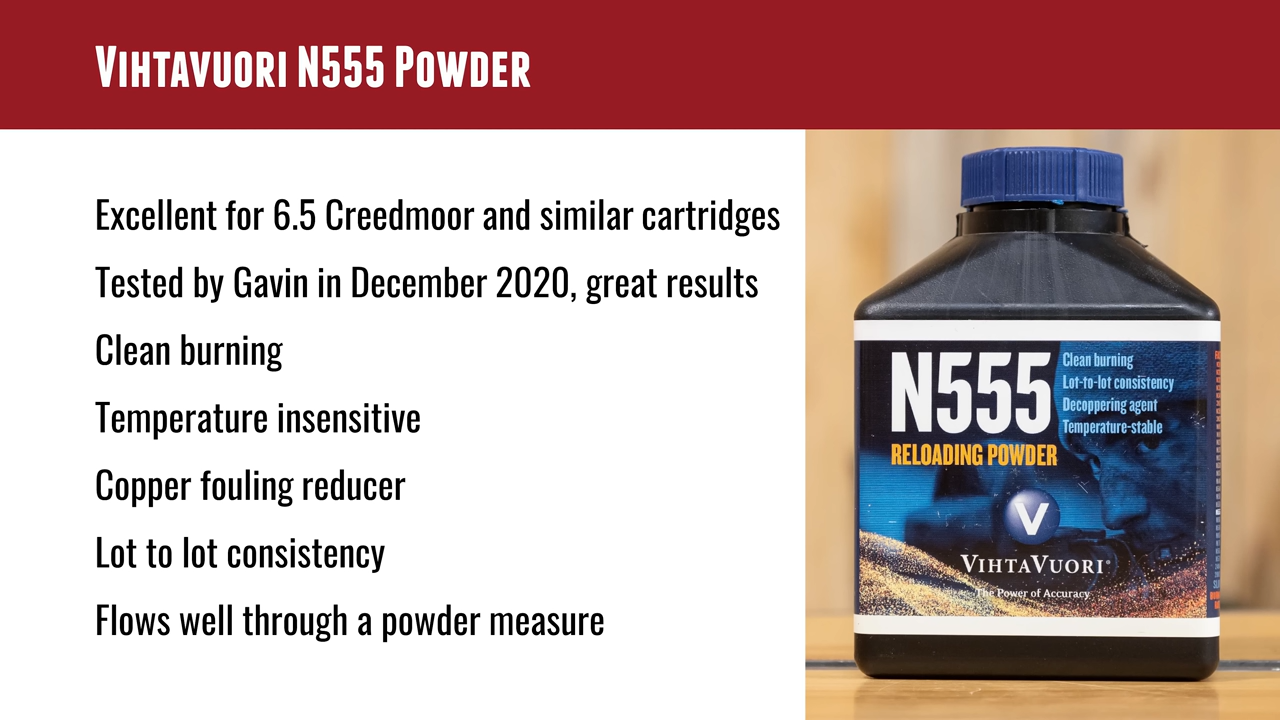 Vihtavuori N555 Powder
Excellent for 6.5 Creedmoor and similar cartridges
Tested by Gavin in December 2020, great results
Clean burning
Temperature insensitive
Copper fouling reducer
Lot to lot consistency
Flows well through a powder measure
N555
Clean burning
Lot-to-lot consistency
Decoppering agent
Temperature-stable
RELOADING POWDER
V
VIHTAVUORI®
The Power of Accuracy